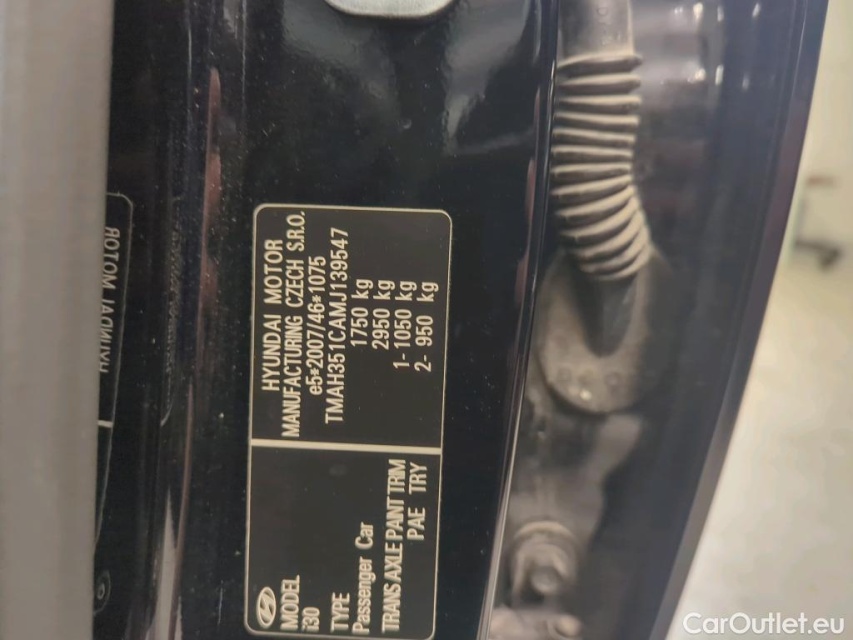 HYUNDAI MOTOR
MANUFACTURING CZECH S.R.O.
e5*2007/46*1075
TMAH351CAMJ139547
1750 kg
2950 kg
1- 1050 kg
2- 950 kg
MODEL
i30
TYPE
Passenger Car
TRANS AXLE PAINT TRIM
PAE TRY
HYUNDAI MOTOR
CarOutlet.eu